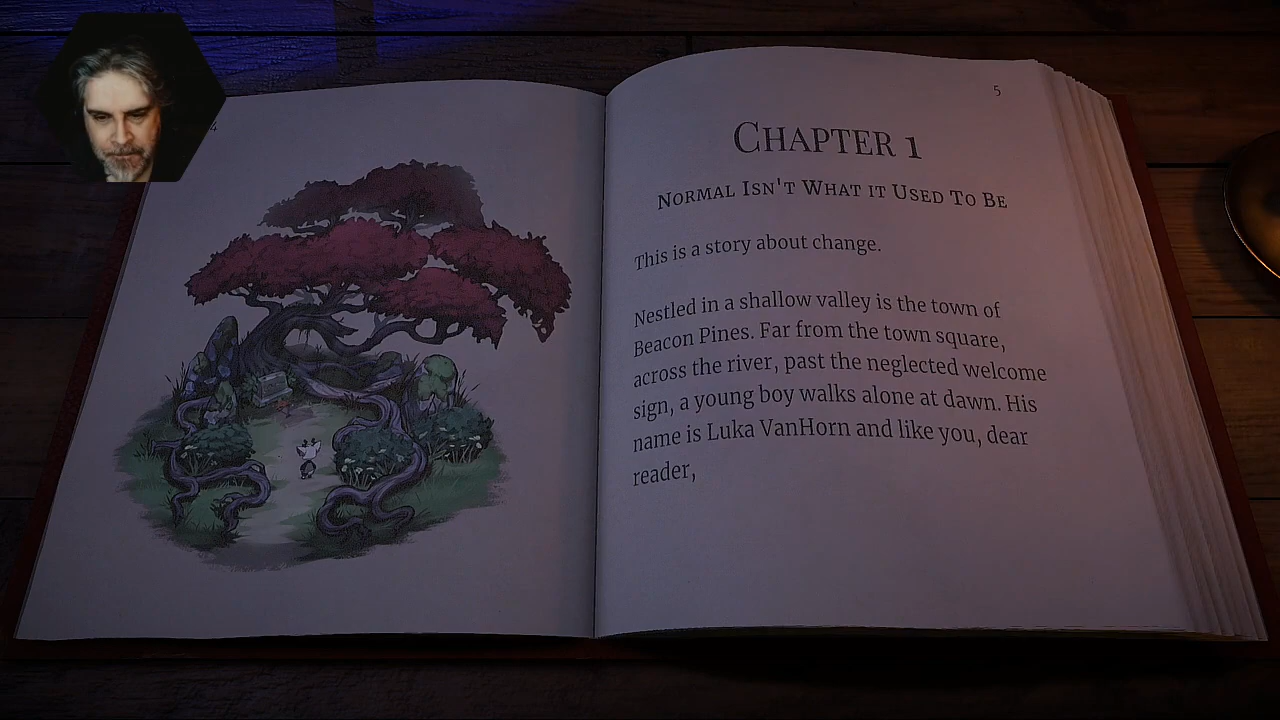 5
CHAPTER 1
NORMAL ISN'T WHAT IT USED TO BE
This is a story about change.
Nestled in a shallow valley is the town of
Beacon Pines. Far from the town square,
across the river, past the neglected welcome
sign, a young boy walks alone at dawn. His
name is Luka VanHorn and like you, dear
reader,